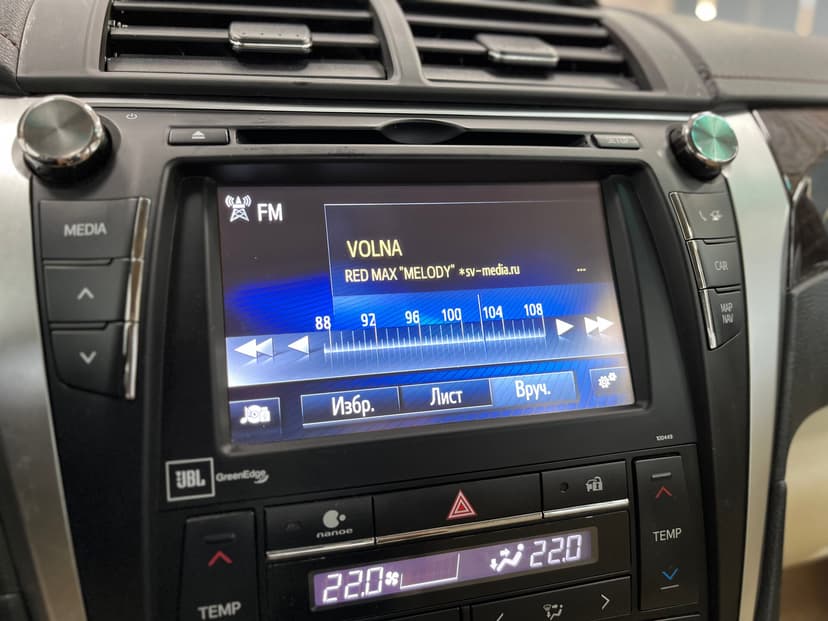 MEDIA
FM
VOLNA
RED MAX "MELODY" *sv-media.ru
...
88 92 96 100 104 108
Избр. Лист Вруч.
CAR
MAP
NAV
100449
JBL GreenEdge
nanoe
TEMP
22.0 22.0
TEMP